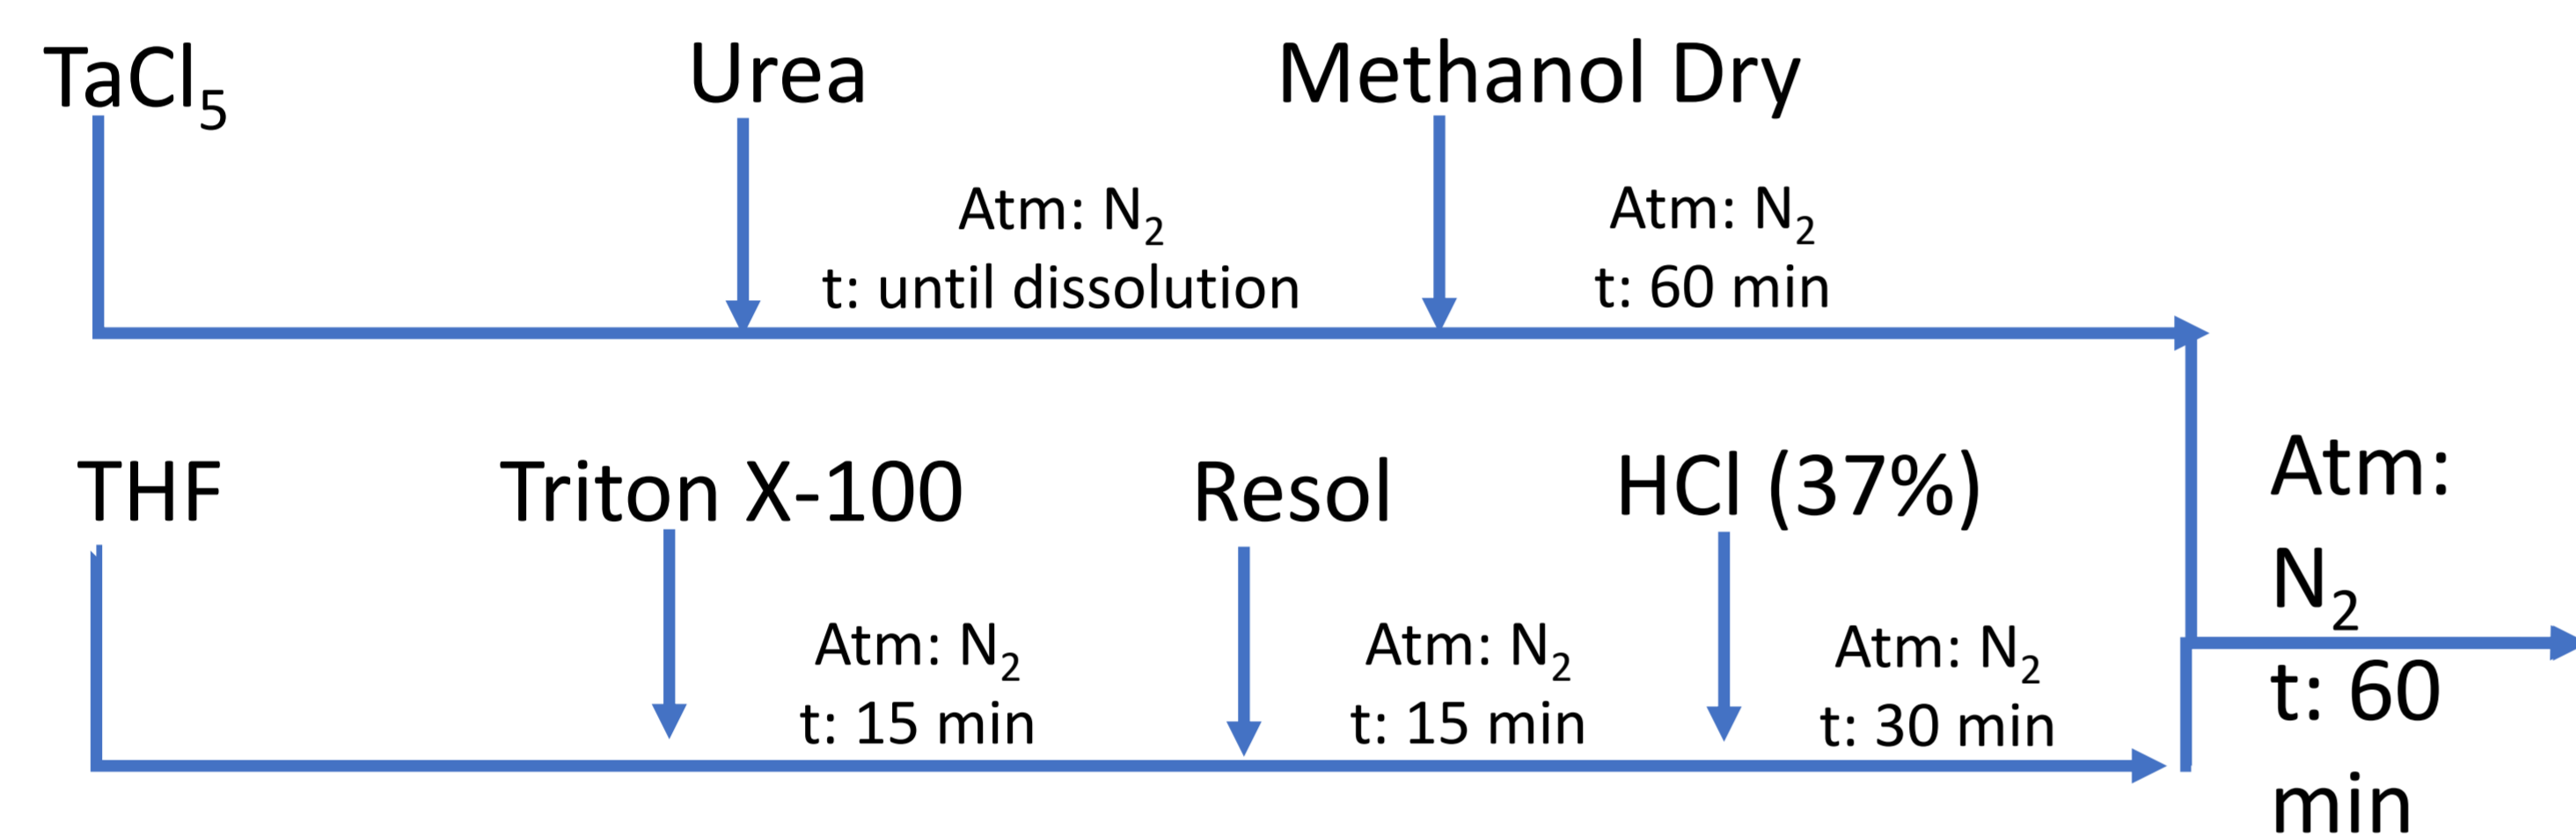 TaCl₅
Urea
Methanol Dry
Atm: N₂
t: until dissolution
Atm: N₂
t: 60 min
THF
Triton X-100
Resol
HCl (37%)
Atm: N₂
t: 15 min
Atm: N₂
t: 15 min
Atm: N₂
t: 30 min
Atm:
N₂
t: 60
min